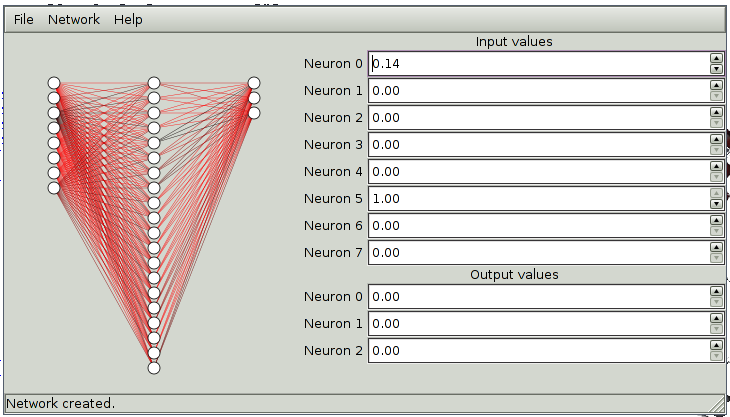 File Network Help
Input values
Neuron 0 0.14
Neuron 1 0.00
Neuron 2 0.00
Neuron 3 0.00
Neuron 4 0.00
Neuron 5 1.00
Neuron 6 0.00
Neuron 7 0.00
Output values
Neuron 0 0.00
Neuron 1 0.00
Neuron 2 0.00
Network created.